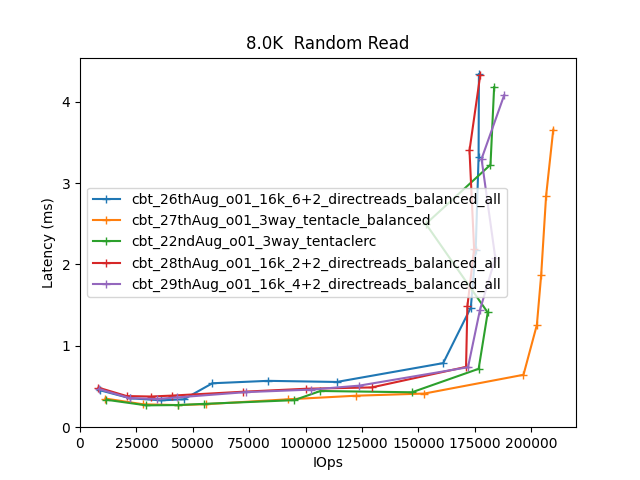 8.0K  Random Read
Latency (ms)
4
3
2
1
0
cbt_26thAug_o01_16k_6+2_directreads_balanced_all
cbt_27thAug_o01_3way_tentacle_balanced
cbt_22ndAug_o01_3way_tentaclerc
cbt_28thAug_o01_16k_2+2_directreads_balanced_all
cbt_29thAug_o01_16k_4+2_directreads_balanced_all
0 25000 50000 75000 100000 125000 150000 175000 200000
IOps